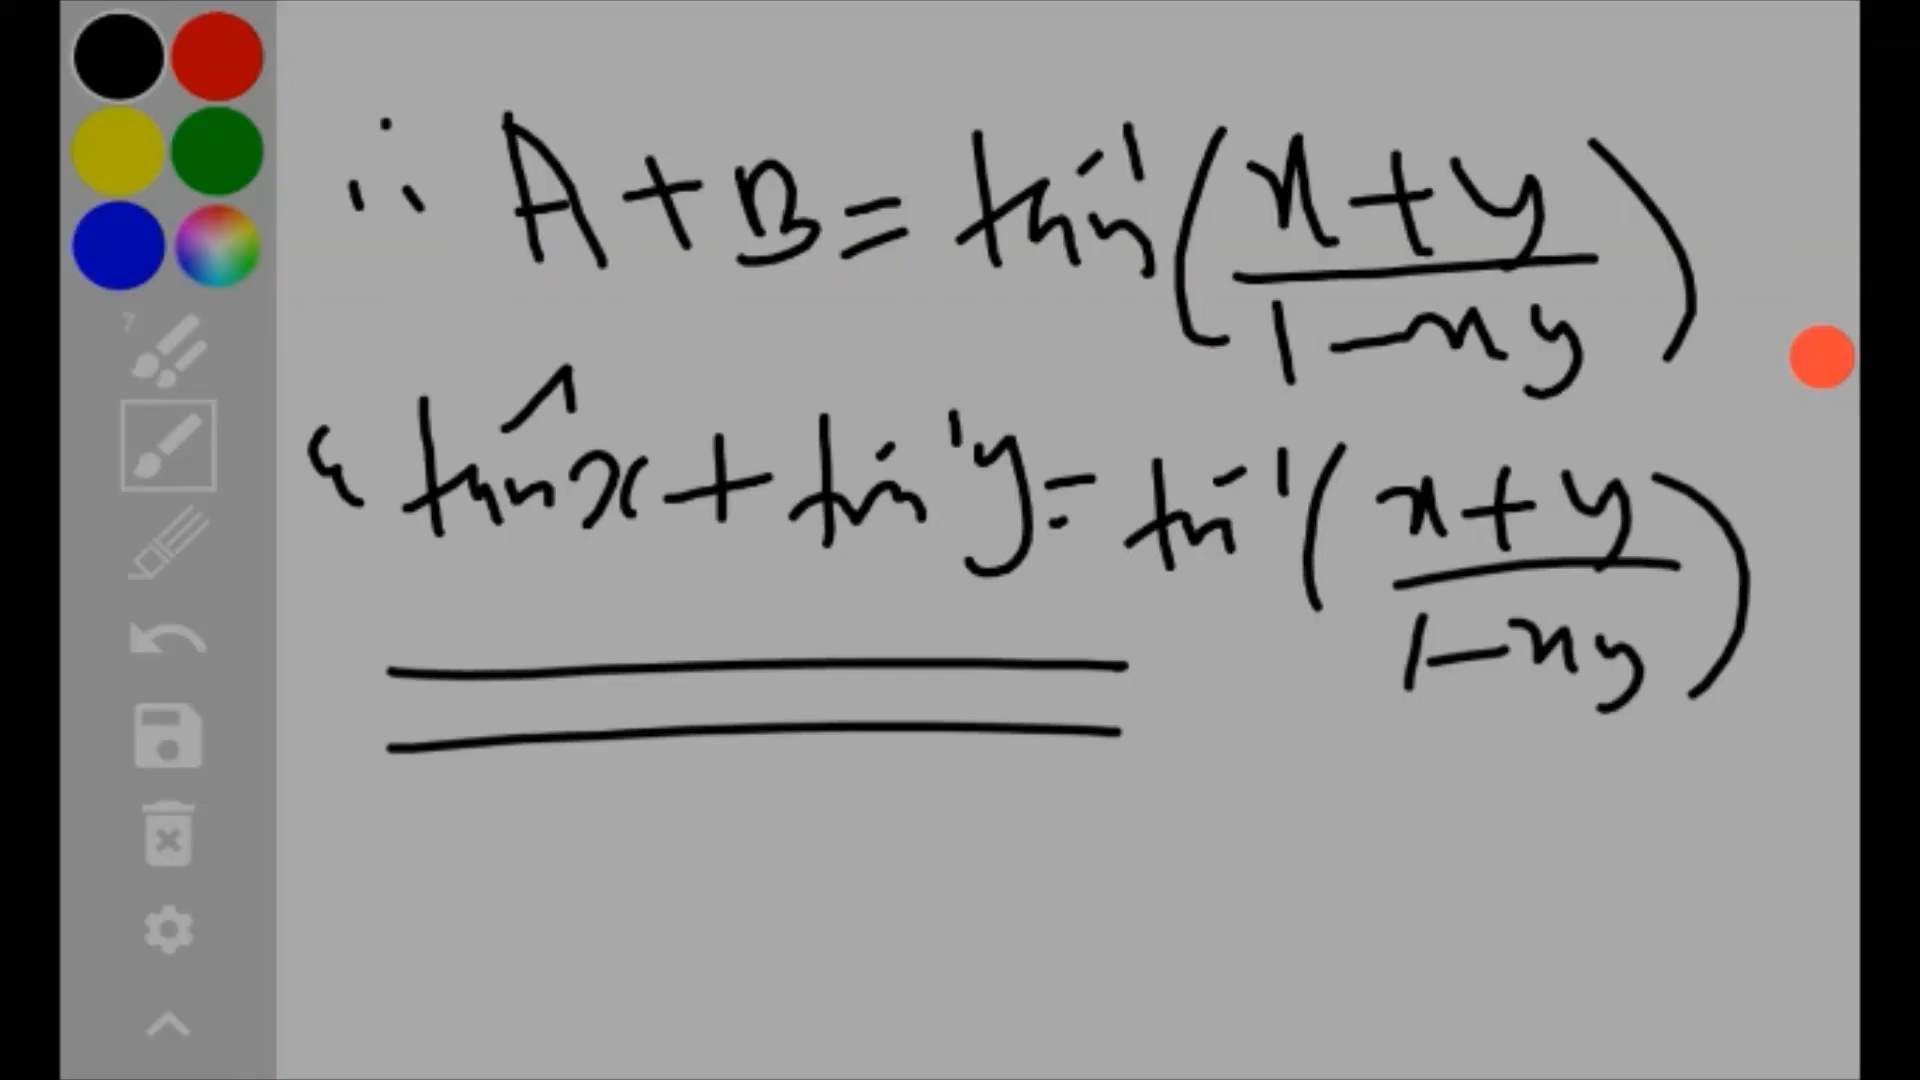 ∴ A + B = tan⁻¹((x+y)/(1-xy))
& tan⁻¹x + tan⁻¹y = tan⁻¹((x+y)/(1-xy))